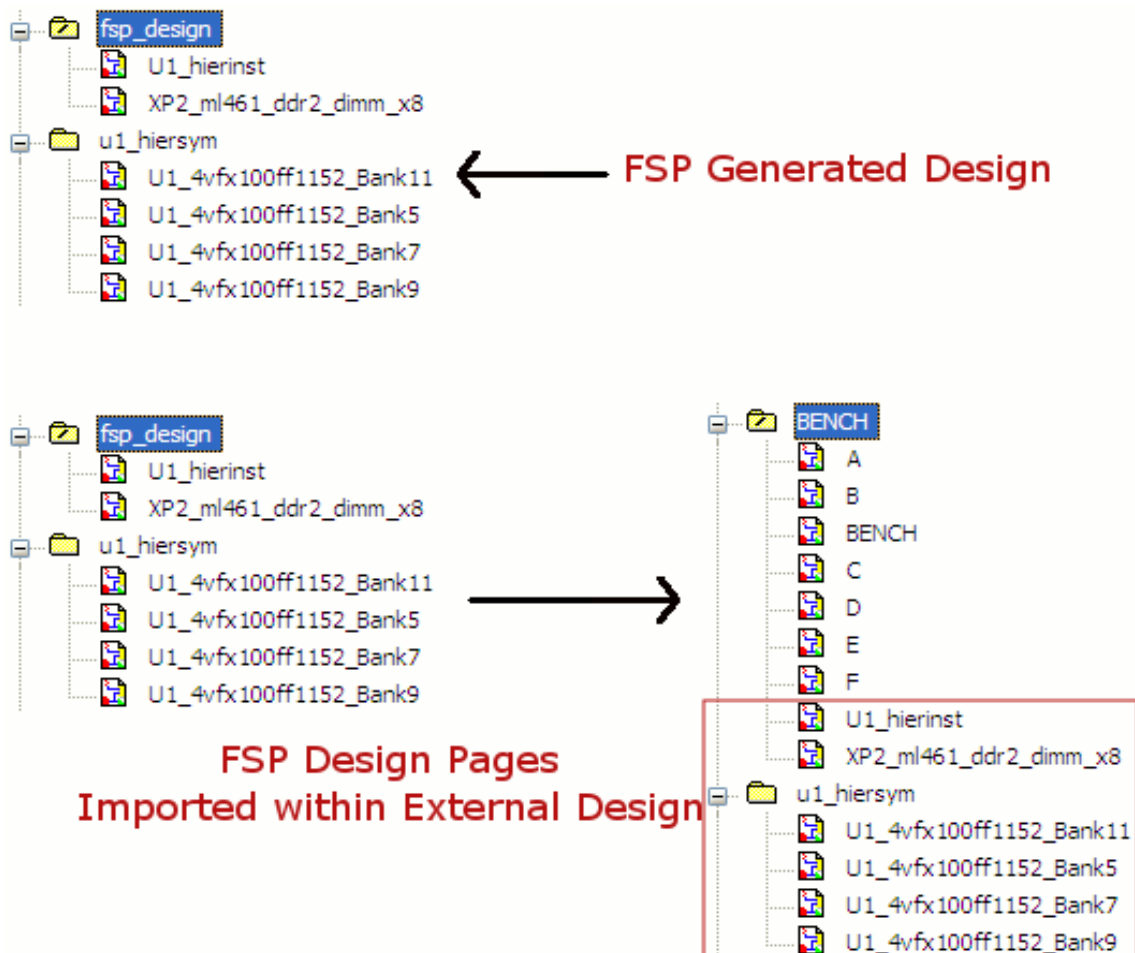 fsp_design
U1_hierinst
XP2_ml461_ddr2_dimm_x8
u1_hiersym
U1_4vfx100ff1152_Bank11
U1_4vfx100ff1152_Bank5
U1_4vfx100ff1152_Bank7
U1_4vfx100ff1152_Bank9
FSP Generated Design
fsp_design
U1_hierinst
XP2_ml461_ddr2_dimm_x8
u1_hiersym
U1_4vfx100ff1152_Bank11
U1_4vfx100ff1152_Bank5
U1_4vfx100ff1152_Bank7
U1_4vfx100ff1152_Bank9
FSP Design Pages
Imported within External Design
BENCH
A
B
BENCH
C
D
E
F
U1_hierinst
XP2_ml461_ddr2_dimm_x8
u1_hiersym
U1_4vfx100ff1152_Bank11
U1_4vfx100ff1152_Bank5
U1_4vfx100ff1152_Bank7
U1_4vfx100ff1152_Bank9